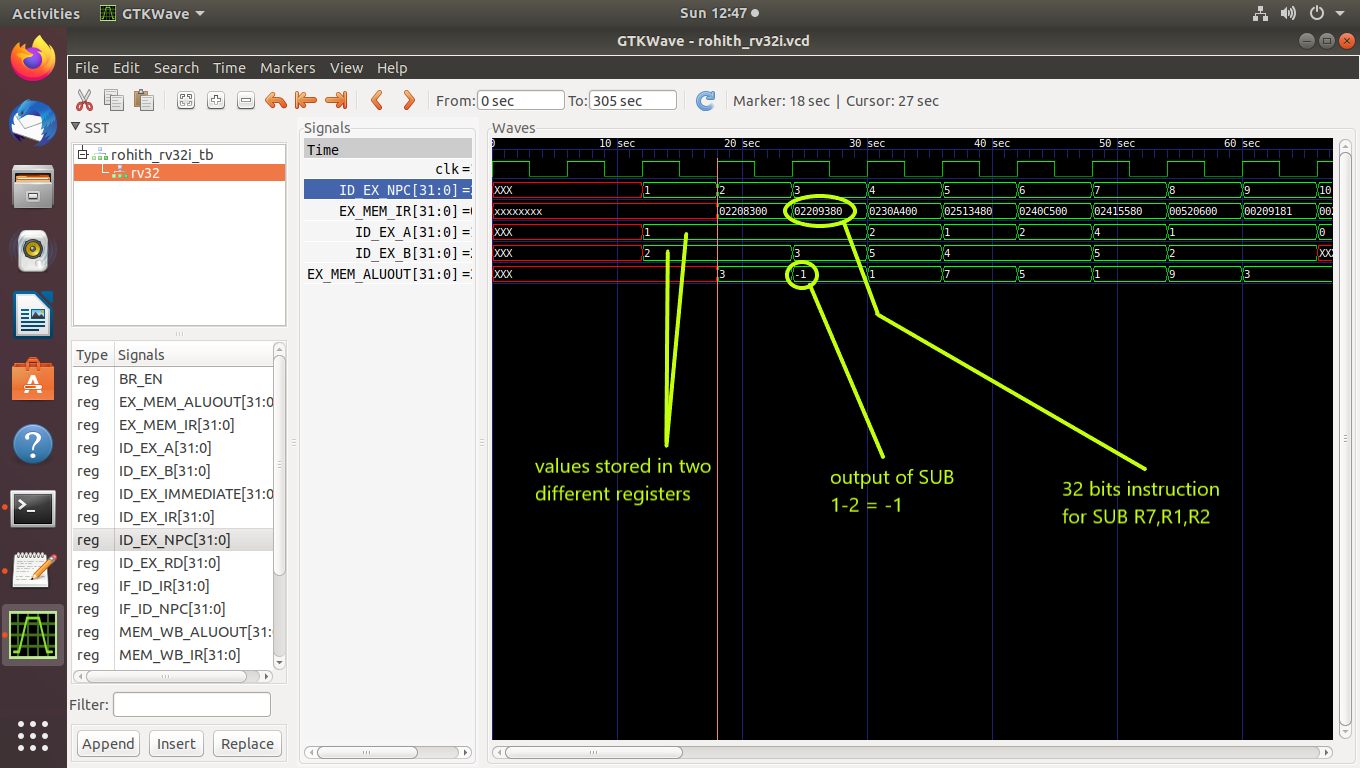 Activities GTKWave Sun 12:47
GTKWave - rohith_rv32i.vcd
File Edit Search Time Markers View Help
From: 0 sec To: 305 sec Marker: 18 sec | Cursor: 27 sec
SST
rohith_rv32i_tb
rv32
Type Signals
reg BR_EN
reg EX_MEM_ALUOUT[31:0
reg EX_MEM_IR[31:0]
reg ID_EX_A[31:0]
reg ID_EX_B[31:0]
reg ID_EX_IMMEDIATE[31:0
reg ID_EX_IR[31:0]
reg ID_EX_NPC[31:0]
reg ID_EX_RD[31:0]
reg IF_ID_IR[31:0]
reg IF_ID_NPC[31:0]
reg MEM_WB_ALUOUT[31:
reg MEM_WB_IR[31:0]
Filter:
Append Insert Replace
Signals
Time
clk=
ID_EX_NPC[31:0] =
EX_MEM_IR[31:0] =
ID_EX_A[31:0] =
ID_EX_B[31:0] =
EX_MEM_ALUOUT[31:0] =
Waves
0 10 sec 20 sec 30 sec 40 sec 50 sec 60 sec
XXX 1 2 3 4 5 6 7 8 9 10
xxxxxxxx 02208300 02209380 0230A400 02513480 0240C500 02415580 00520600 00209181 00
XXX 1 2 1 2 4 1 0
XXX 2 3 5 4 5 2 XX
XXX 3 -1 1 7 5 1 9 3
values stored in two
different registers
output of SUB
1-2 = -1
32 bits instruction
for SUB R7,R1,R2